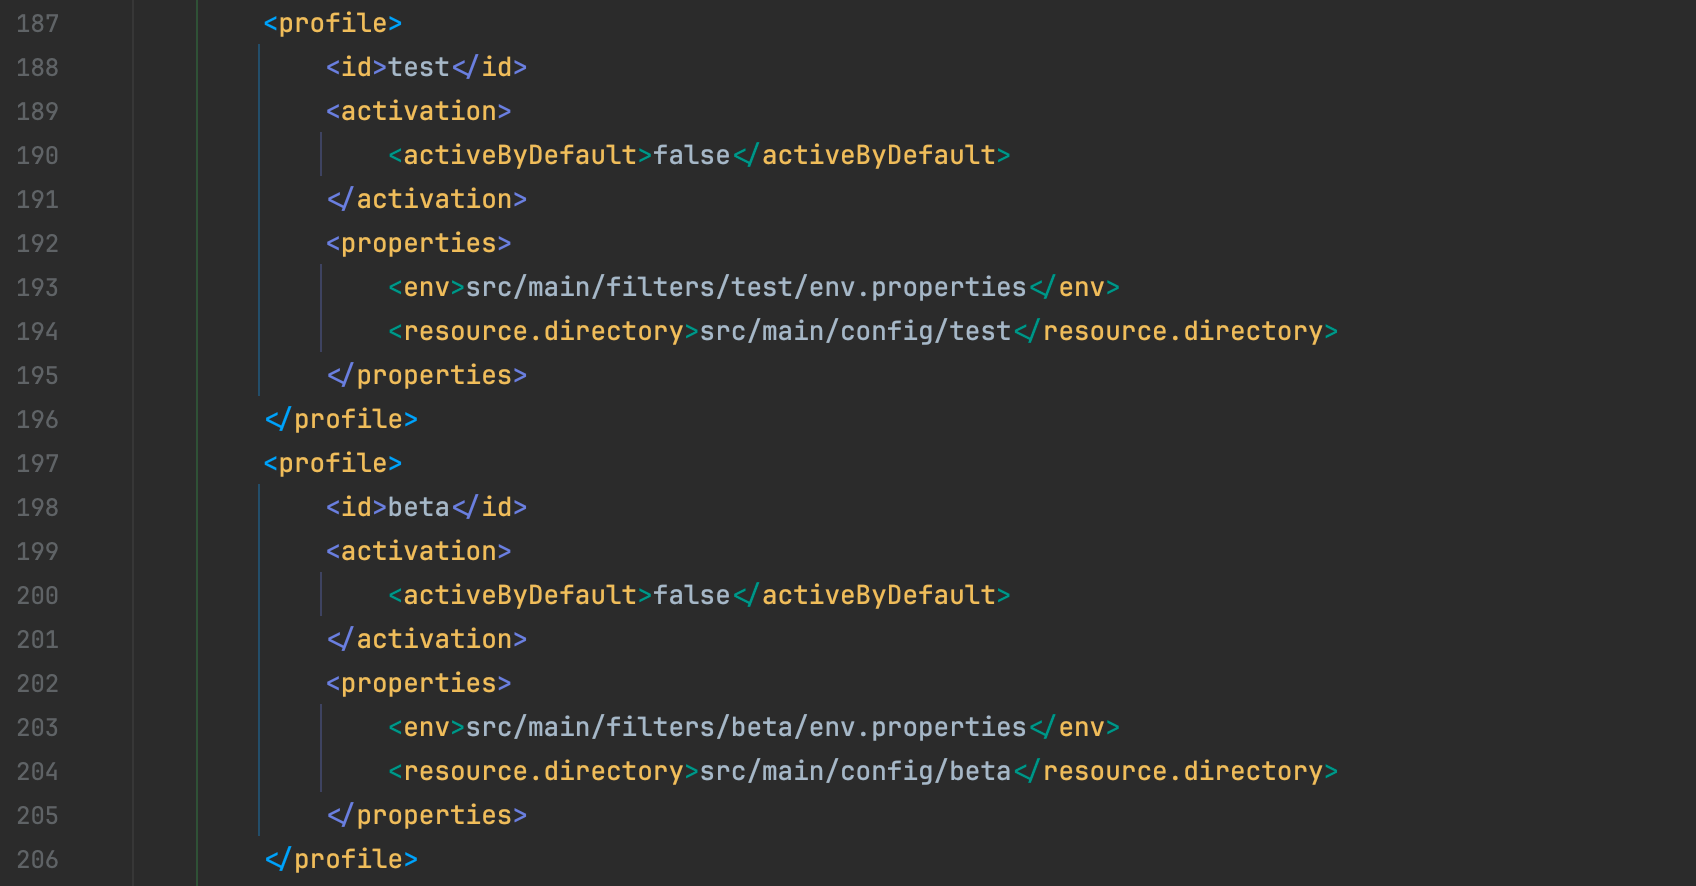 187 <profile>
188 <id>test</id>
189 <activation>
190 <activeByDefault>false</activeByDefault>
191 </activation>
192 <properties>
193 <env>src/main/filters/test/env.properties</env>
194 <resource.directory>src/main/config/test</resource.directory>
195 </properties>
196 </profile>
197 <profile>
198 <id>beta</id>
199 <activation>
200 <activeByDefault>false</activeByDefault>
201 </activation>
202 <properties>
203 <env>src/main/filters/beta/env.properties</env>
204 <resource.directory>src/main/config/beta</resource.directory>
205 </properties>
206 </profile>